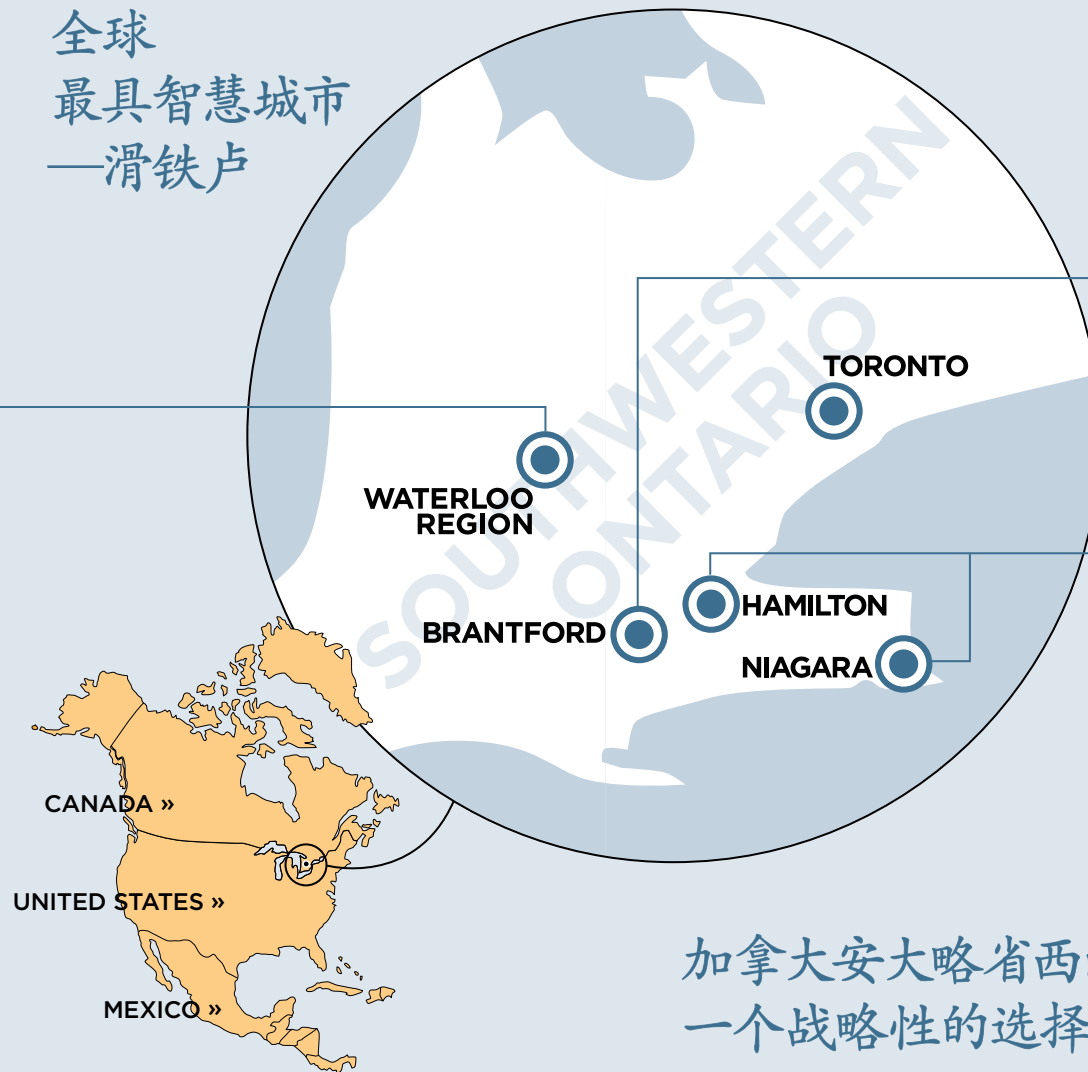 全球
最具智慧城市
—滑铁卢
SOUTHWESTERN
ONTARIO
TORONTO
WATERLOO
REGION
HAMILTON
BRANTFORD
NIAGARA
CANADA »
UNITED STATES »
MEXICO »
加拿大安大略省西
一个战略性的选择